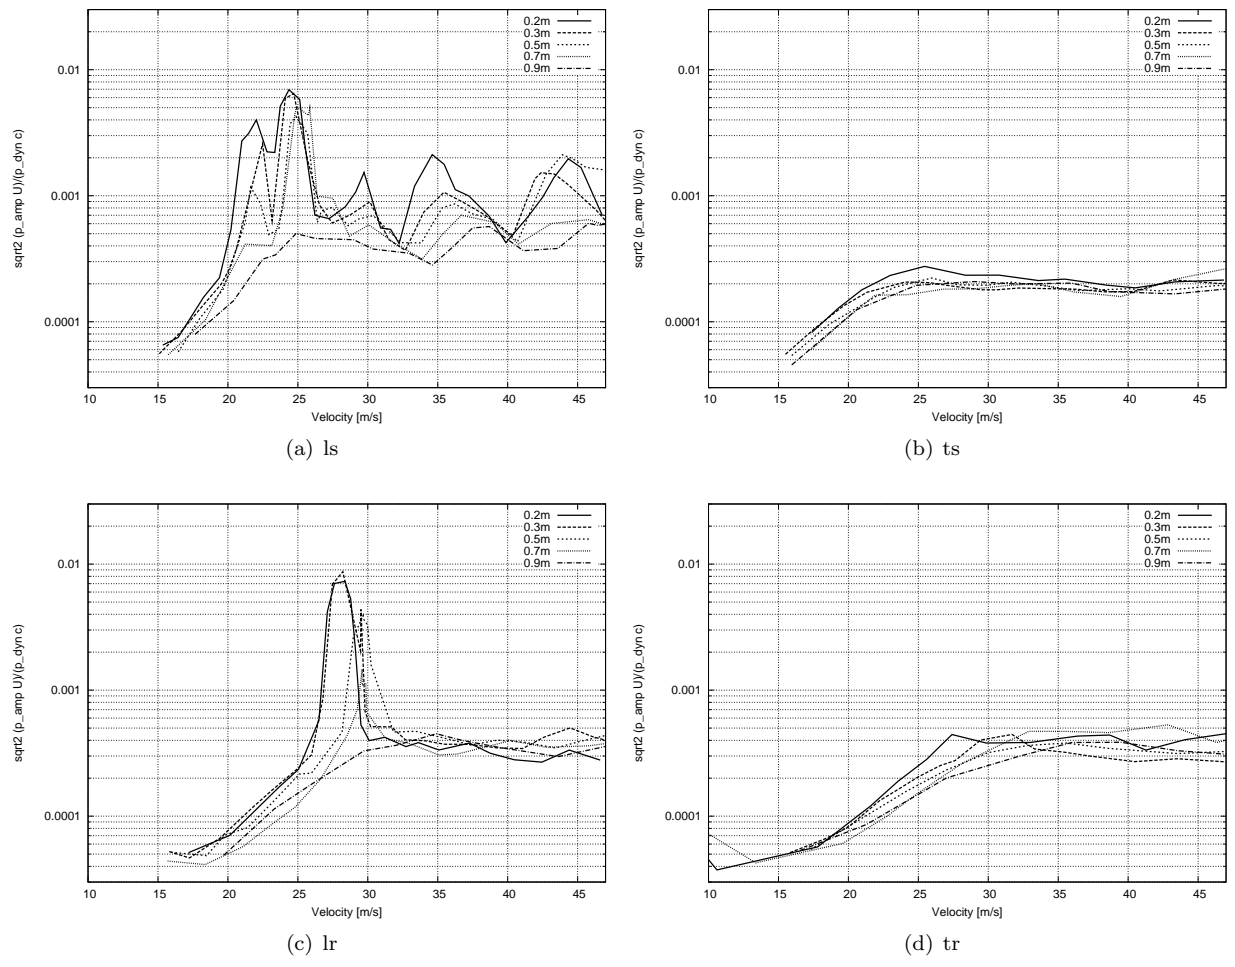 0.2m
0.3m
0.5m
0.7m
0.9m
0.01
0.001
0.0001
sqrt2 (p_amp U)/(p_dyn c)
10 15 20 25 30 35 40 45
Velocity [m/s]
(a) ls
0.2m
0.3m
0.5m
0.7m
0.9m
0.01
0.001
0.0001
sqrt2 (p_amp U)/(p_dyn c)
10 15 20 25 30 35 40 45
Velocity [m/s]
(b) ts
0.2m
0.3m
0.5m
0.7m
0.9m
0.01
0.001
0.0001
sqrt2 (p_amp U)/(p_dyn c)
10 15 20 25 30 35 40 45
Velocity [m/s]
(c) lr
0.2m
0.3m
0.5m
0.7m
0.9m
0.01
0.001
0.0001
sqrt2 (p_amp U)/(p_dyn c)
10 15 20 25 30 35 40 45
Velocity [m/s]
(d) tr